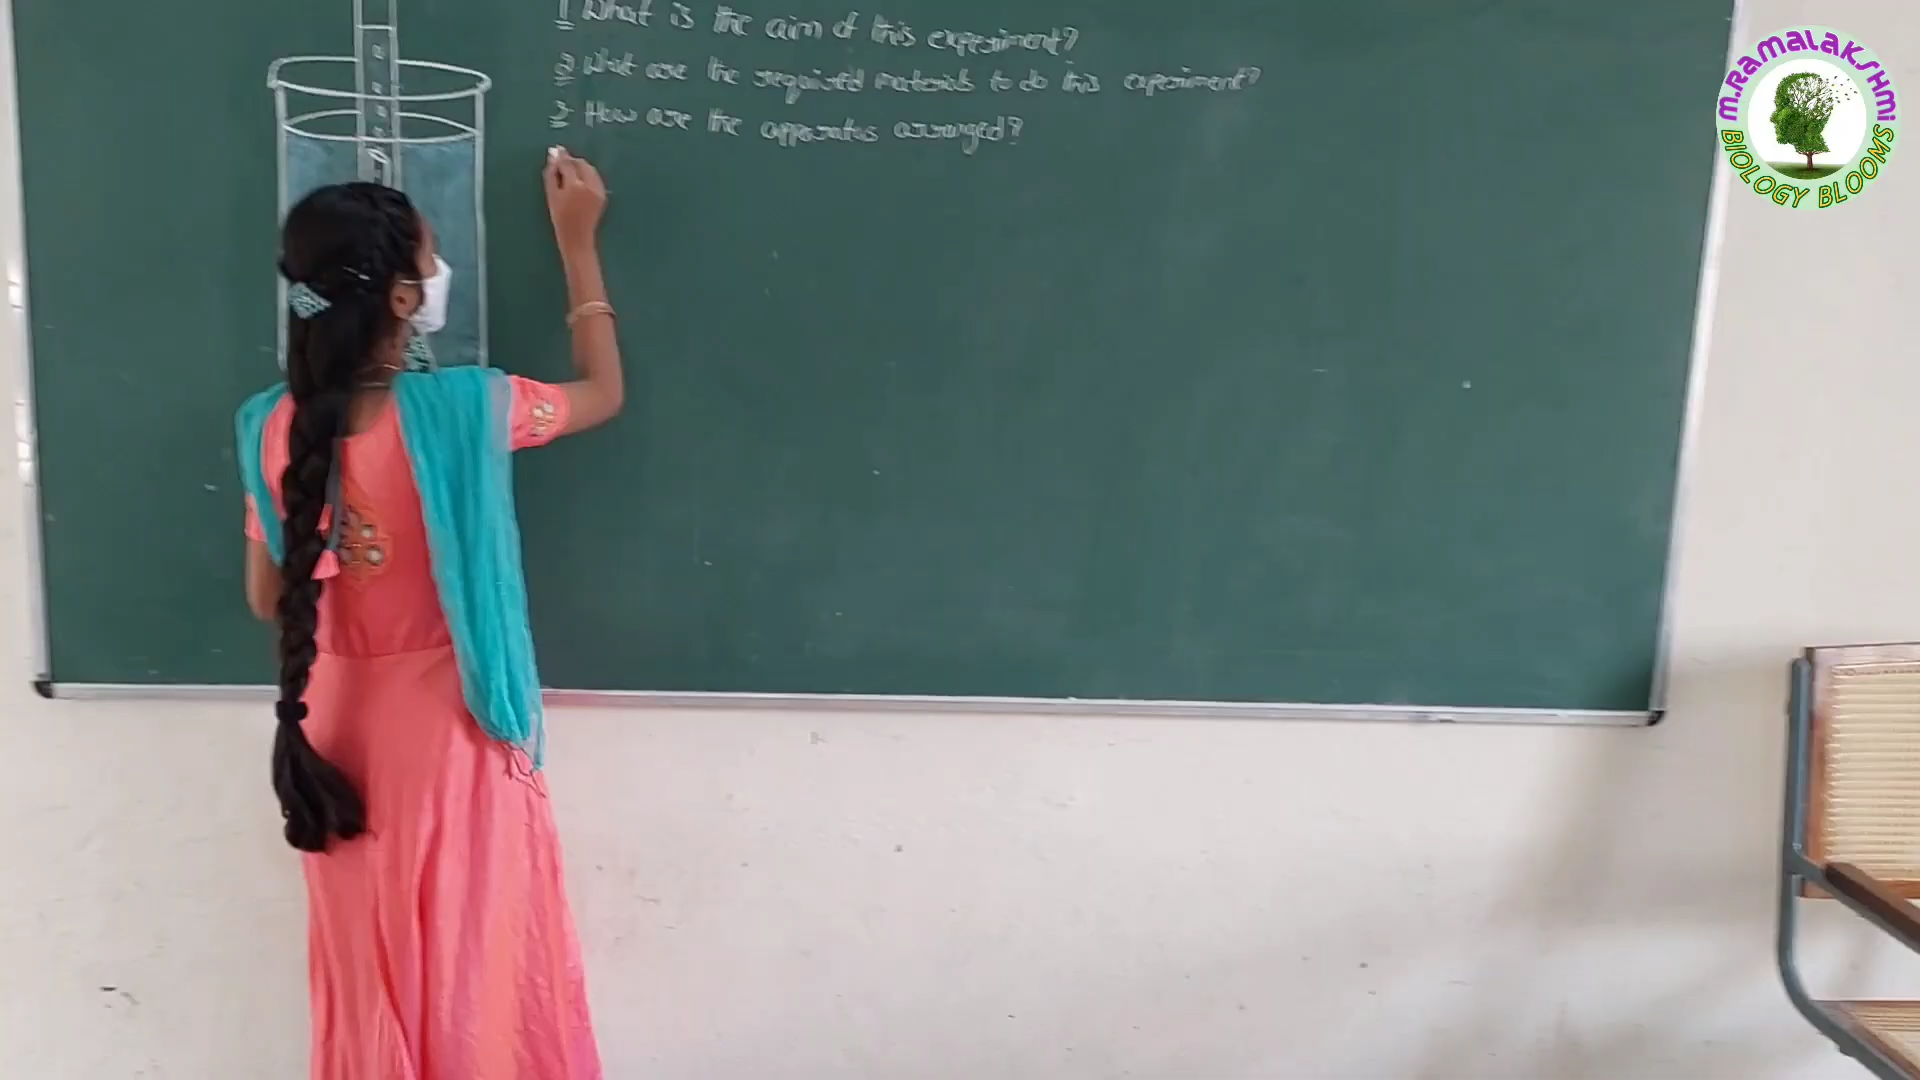 1 What is the aim of this experiment?
2 What are the required materials to do this experiment?
3 How are the apparatus arranged?
M.RAMALAKSHMI
BIOLOGY BLOOMS